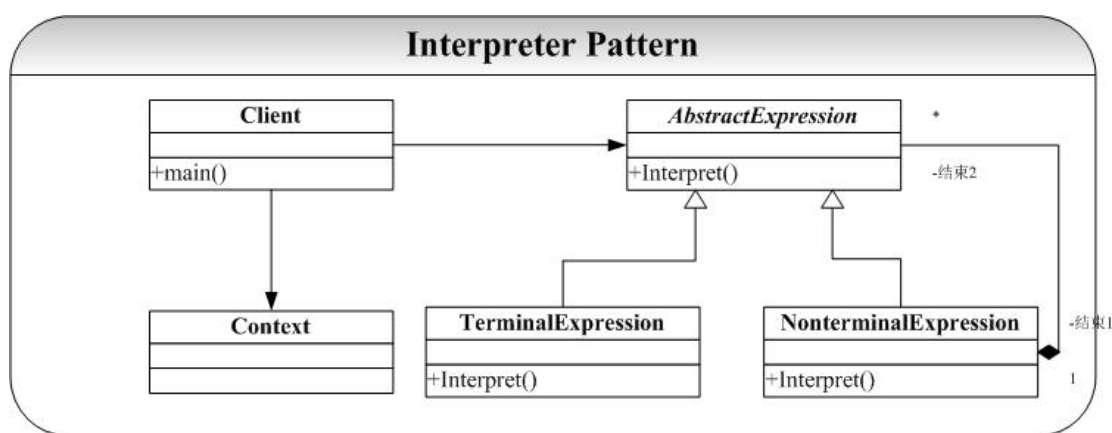 Interpreter Pattern
Client
+main()
AbstractExpression
+Interpret()
*
-结束2
Context
TerminalExpression
+Interpret()
NonterminalExpression
+Interpret()
-结束1
1